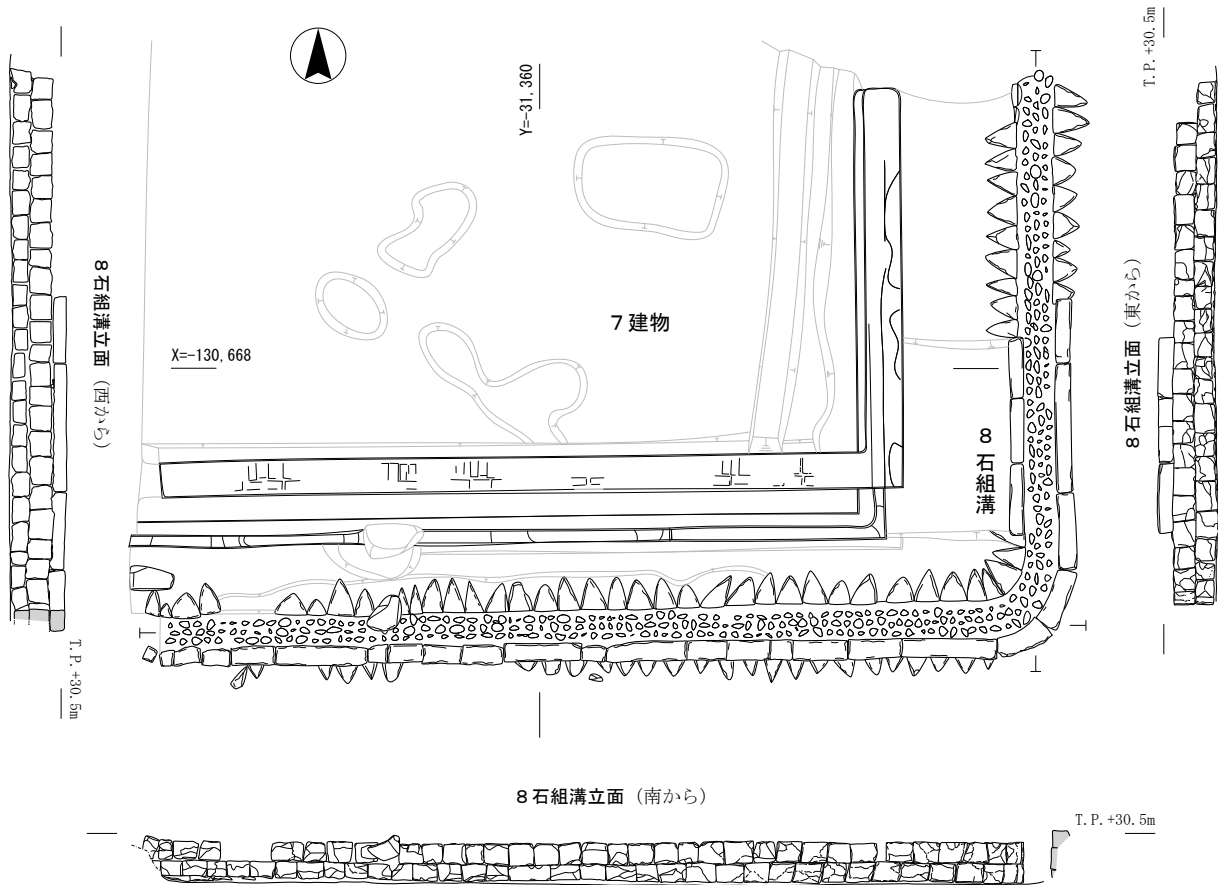 T.P.+30.5m
Y=-31,360
7建物
X=-130,668
8石組溝立面（西から）
8石組溝立面（東から）
8石組溝
T.P.+30.5m
8石組溝立面（南から）
T.P.+30.5m